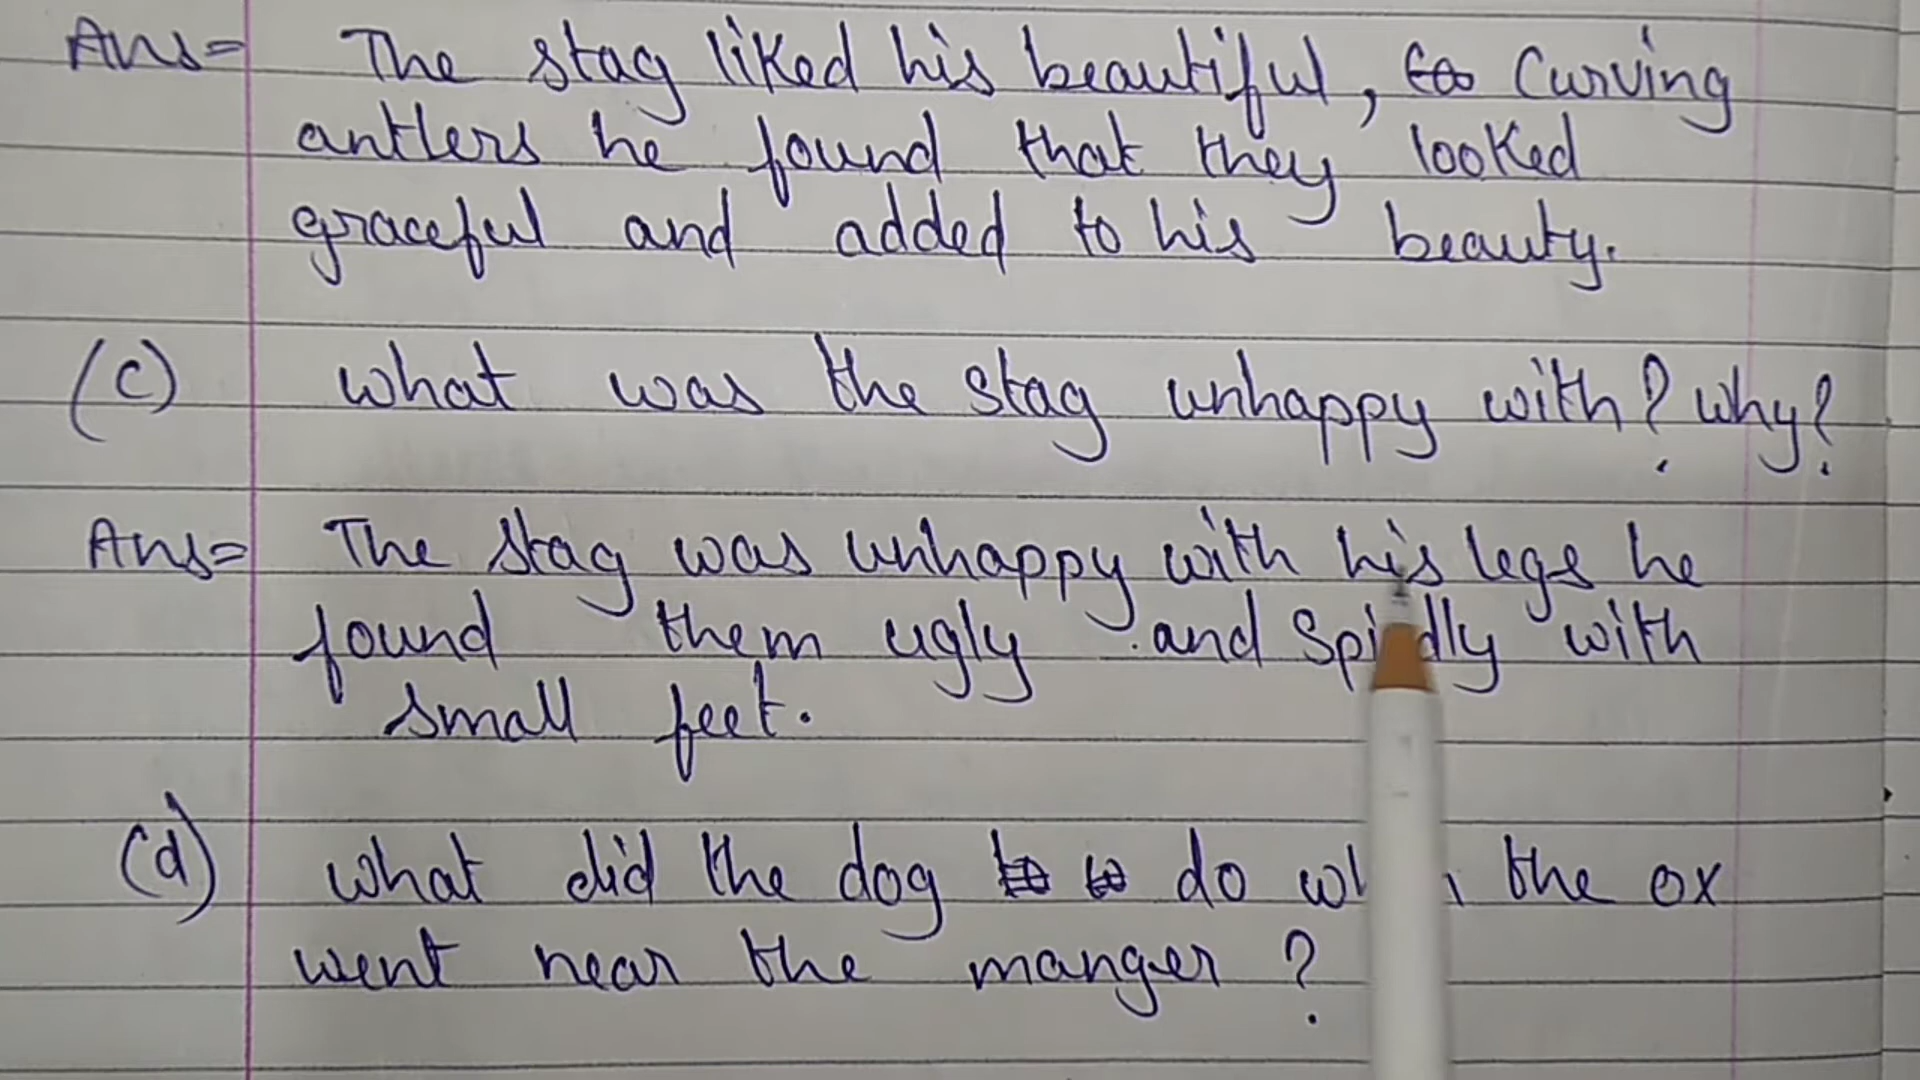 Ans= The stag liked his beautiful, Curving
antlers he found that they looked
graceful and added to his beauty.
(c) what was the stag unhappy with? why?
Ans= The stag was unhappy with his legs he
found them ugly and Spindly with
small feet.
(d) what did the dog do when the ox
went near the manger ?